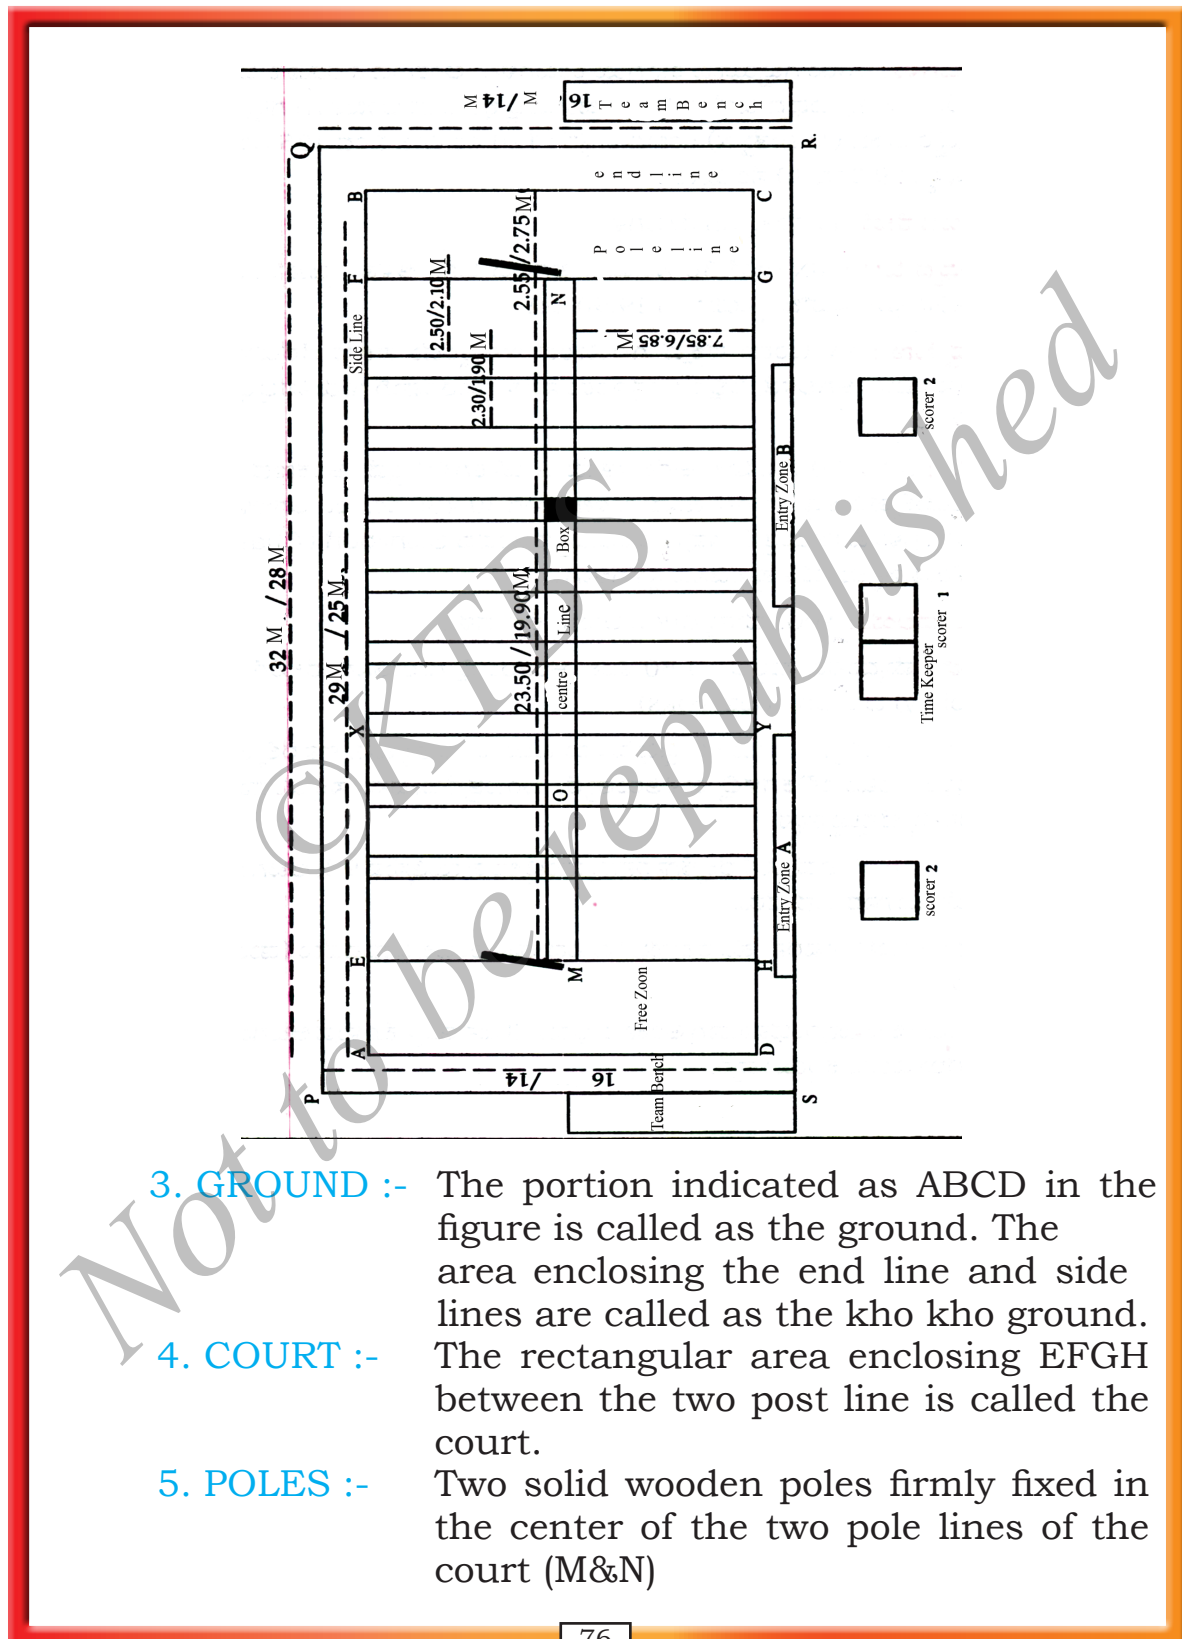 M 16 /14 M
Team Bench
Q
R.
end line
B
C
2.55 /2.75 M
Pole line
F
G
2.50/2.10 M
N
Side Line
2.30/1.90 M
7.85/6.85 M
scorer 2
Entry Zone B
Box
32 M . / 28 M
29 M / 25 M
23.50 / 19.90 M
Line
scorer 1
Time Keeper
centre
X
Y
O
Entry Zone A
scorer 2
E
H
M
Free Zoon
A
D
16 /14
Team Bench
P
S
©KTBS
Not to be republished
3. GROUND :- The portion indicated as ABCD in the
figure is called as the ground. The
area enclosing the end line and side
lines are called as the kho kho ground.
4. COURT :- The rectangular area enclosing EFGH
between the two post line is called the
court.
5. POLES :- Two solid wooden poles firmly fixed in
the center of the two pole lines of the
court (M&N)
76